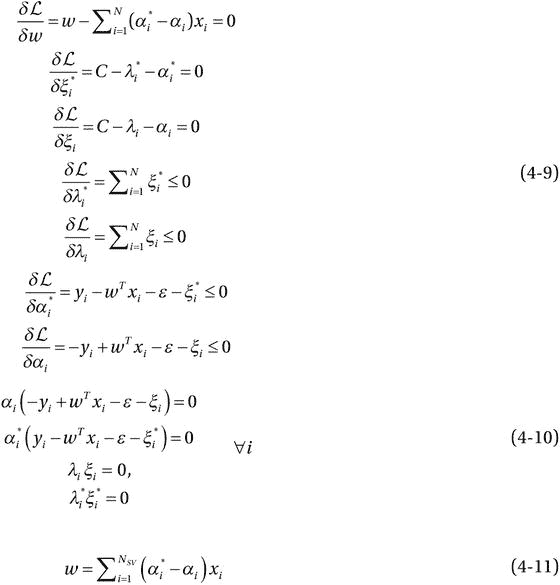 δℒ/δw = w − ∑_{i=1}^{N} (α_i^* − α_i) x_i = 0
δℒ/δξ_i^* = C − λ_i^* − α_i^* = 0
δℒ/δξ_i = C − λ_i − α_i = 0
δℒ/δλ_i^* = ∑_{i=1}^{N} ξ_i^* ≤ 0 (4-9)
δℒ/δλ_i = ∑_{i=1}^{N} ξ_i ≤ 0
δℒ/δα_i^* = y_i − w^T x_i − ε − ξ_i^* ≤ 0
δℒ/δα_i = −y_i + w^T x_i − ε − ξ_i ≤ 0
α_i (−y_i + w^T x_i − ε − ξ_i) = 0
α_i^* (y_i − w^T x_i − ε − ξ_i^*) = 0 ∀i (4-10)
λ_i ξ_i = 0,
λ_i^* ξ_i^* = 0
w = ∑_{i=1}^{N_{SV}} (α_i^* − α_i) x_i (4-11)